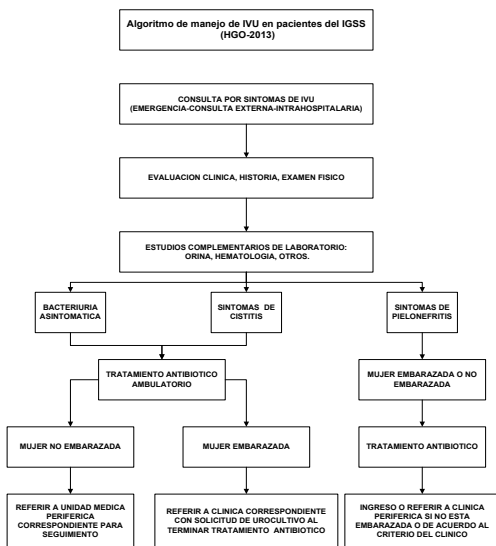 Algoritmo de manejo de IVU en pacientes del IGSS
(HGO-2013)
CONSULTA POR SINTOMAS DE IVU
(EMERGENCIA-CONSULTA EXTERNA-INTRAHOSPITALARIA)
EVALUACION CLINICA, HISTORIA, EXAMEN FISICO
ESTUDIOS COMPLEMENTARIOS DE LABORATORIO:
ORINA, HEMATOLOGIA, OTROS.
BACTERIURIA
ASINTOMATICA
SINTOMAS DE
CISTITIS
SINTOMAS DE
PIELONEFRITIS
TRATAMIENTO ANTIBIOTICO
AMBULATORIO
MUJER EMBARAZADA O NO
EMBARAZADA
MUJER NO EMBARAZADA
MUJER EMBARAZADA
TRATAMIENTO ANTIBIOTICO
REFERIR A UNIDAD MEDICA
PERIFERICA
CORRESPONDIENTE PARA
SEGUIMIENTO
REFERIR A CLINICA CORRESPONDIENTE
CON SOLICITUD DE UROCULTIVO AL
TERMINAR TRATAMIENTO ANTIBIOTICO
INGRESO O REFERIR A CLINICA
PERIFERICA SI NO ESTA
EMBARAZADA O DE ACUERDO AL
CRITERIO DEL CLINICO